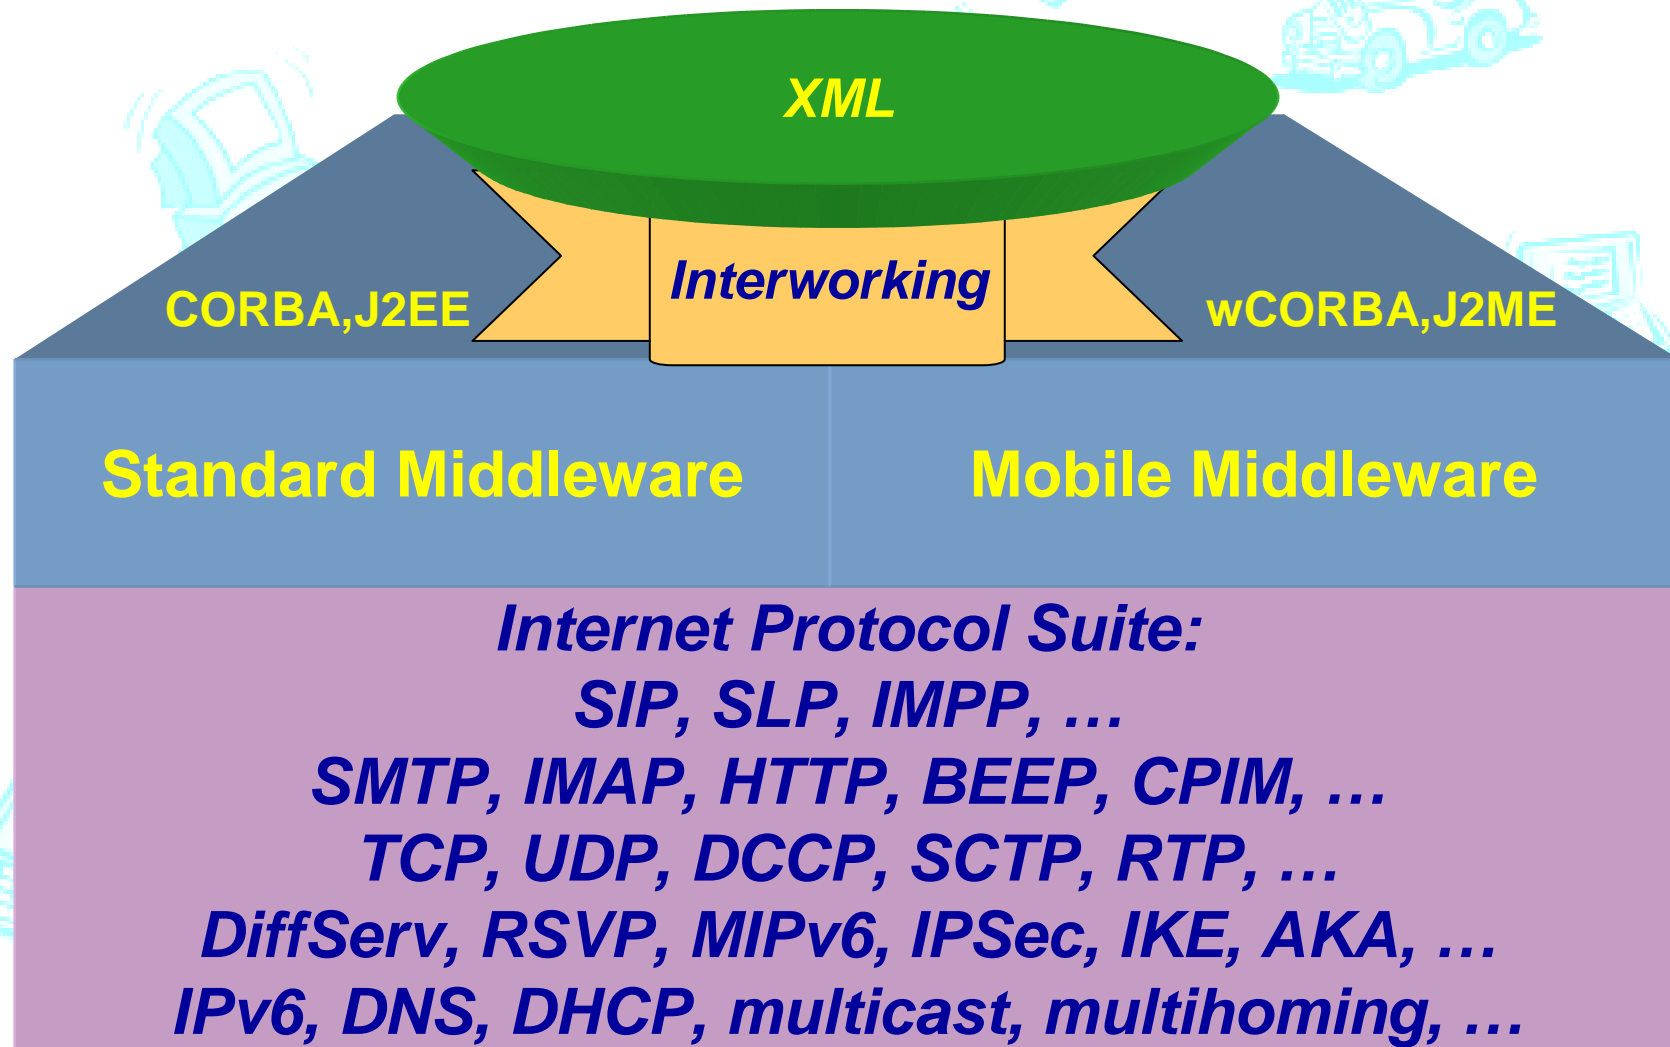 XML
Interworking
CORBA,J2EE
wCORBA,J2ME
Standard Middleware
Mobile Middleware
Internet Protocol Suite:
SIP, SLP, IMPP, …
SMTP, IMAP, HTTP, BEEP, CPIM, …
TCP, UDP, DCCP, SCTP, RTP, …
DiffServ, RSVP, MIPv6, IPSec, IKE, AKA, …
IPv6, DNS, DHCP, multicast, multihoming, …